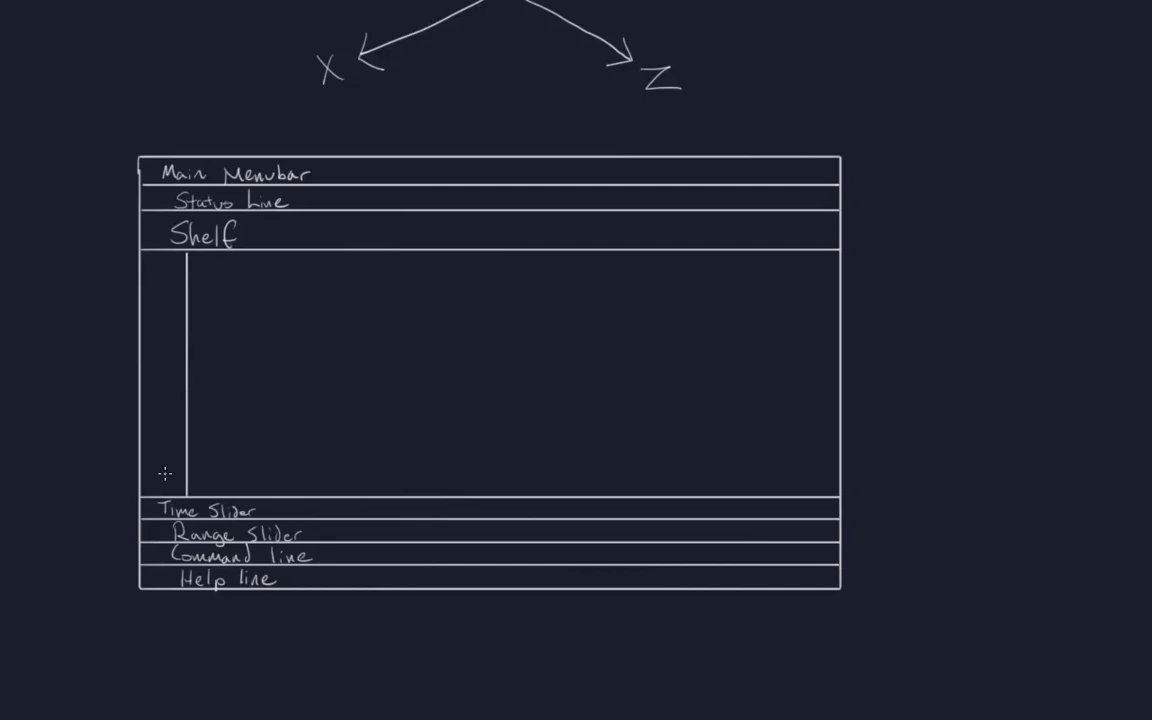 X
Z
Main Menubar
Status Line
Shelf
Time Slider
Range Slider
Command line
Help line